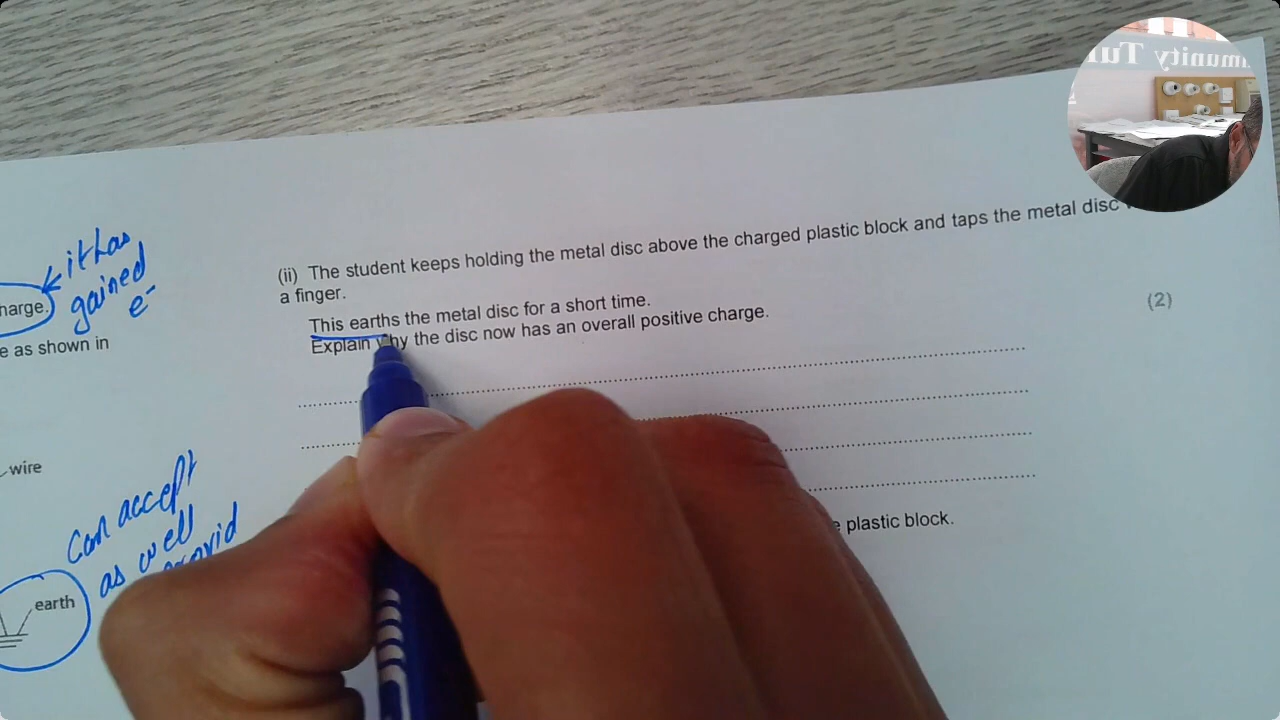 mmunity Tu
(ii) The student keeps holding the metal disc above the charged plastic block and taps the metal disc
a finger.
This earths the metal disc for a short time.
Explain why the disc now has an overall positive charge.
(2)
it has
gained
e-
harge.
e as shown in
wire
can accept
as well
earth
plastic block.